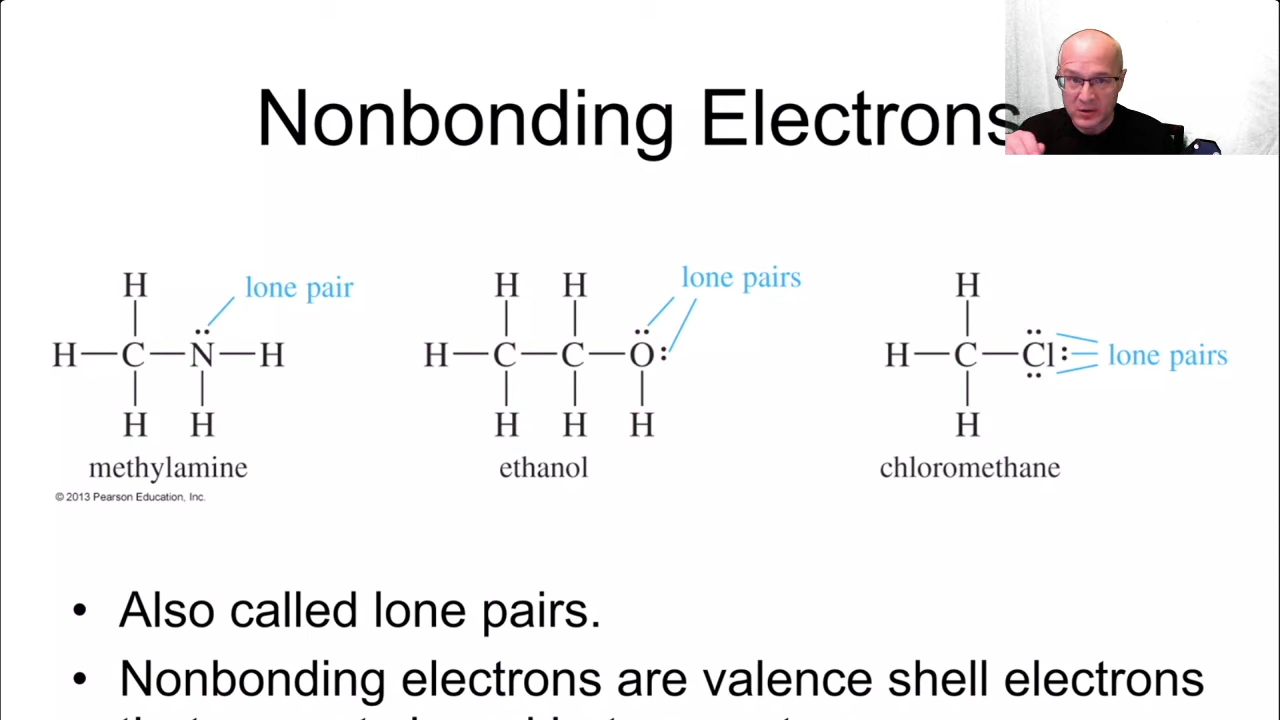 Nonbonding Electrons
H H H H
lone pair lone pairs
H—C—N—H H—C—C—O: H—C—Cl: lone pairs
H H H H H H
methylamine ethanol chloromethane
© 2013 Pearson Education, Inc.
• Also called lone pairs.
• Nonbonding electrons are valence shell electrons